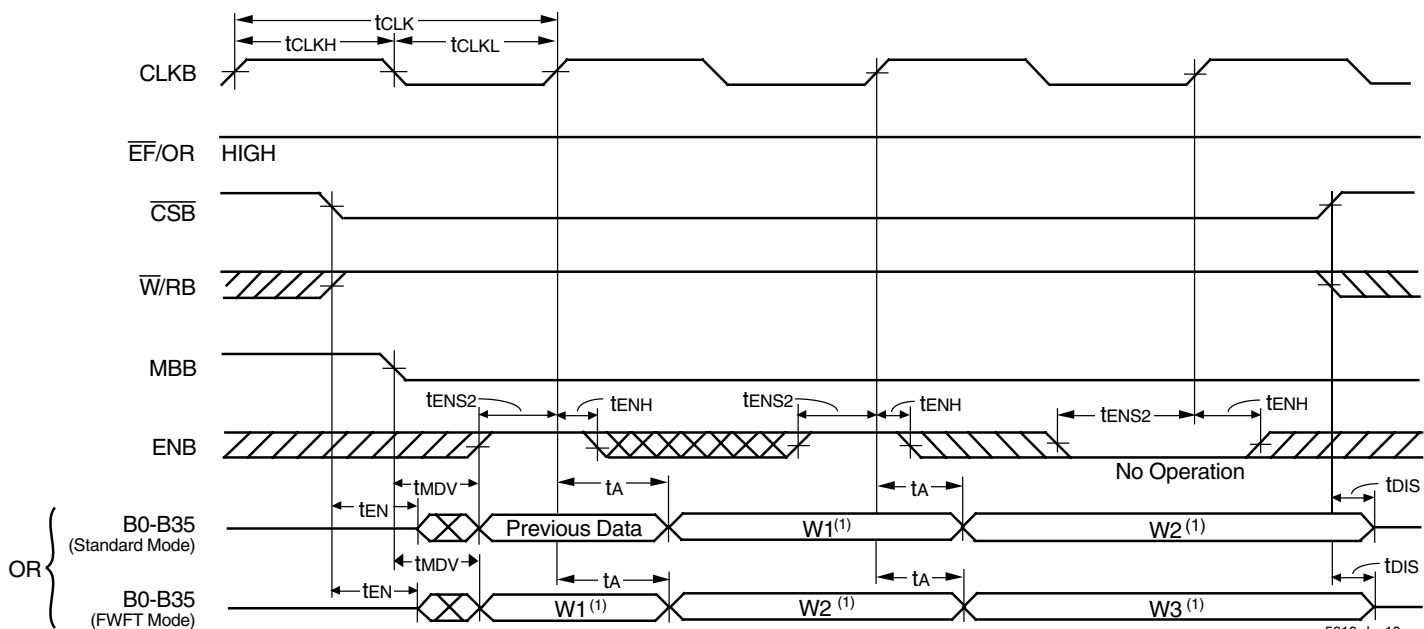 tCLK
tCLKH tCLKL
CLKB
EF/OR HIGH
CSB
W/RB
MBB
tENS2 tENH tENS2 tENH tENS2 tENH
ENB
No Operation
tMDV tA tA tDIS
tEN
B0-B35 Previous Data W1(1) W2(1)
(Standard Mode)
OR
tMDV tA tA tDIS
tEN
B0-B35 W1(1) W2(1) W3(1)
(FWFT Mode)